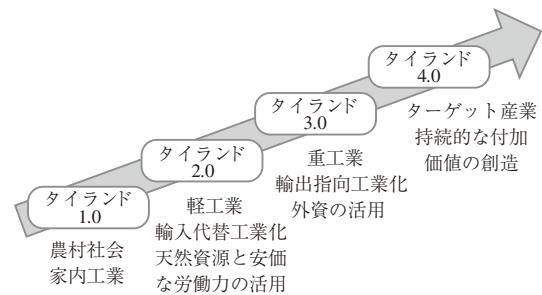 タイランド
1.0
農村社会
家内工業
タイランド
2.0
軽工業
輸入代替工業化
天然資源と安価
な労働力の活用
タイランド
3.0
重工業
輸出指向工業化
外資の活用
タイランド
4.0
ターゲット産業
持続的な付加
価値の創造